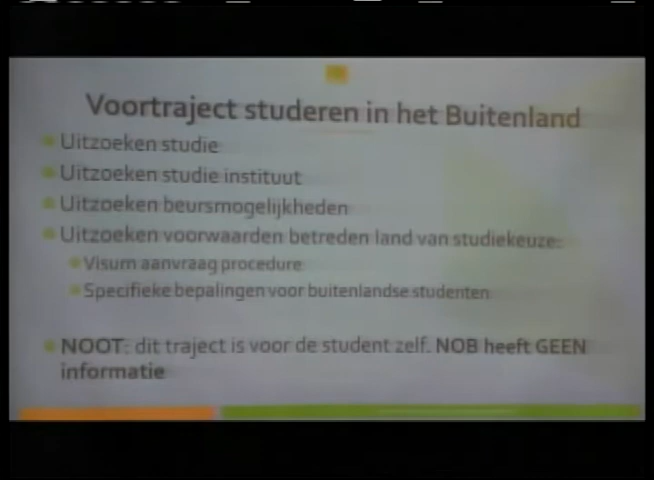 Voortraject studeren in het Buitenland
Uitzoeken studie
Uitzoeken studie instituut
Uitzoeken beursmogelijkheden
Uitzoeken voorwaarden betreden land van studiekeuze:
Visum aanvraag procedure
Specifieke bepalingen voor buitenlandse studenten
NOOT: dit traject is voor de student zelf. NOB heeft GEEN
informatie